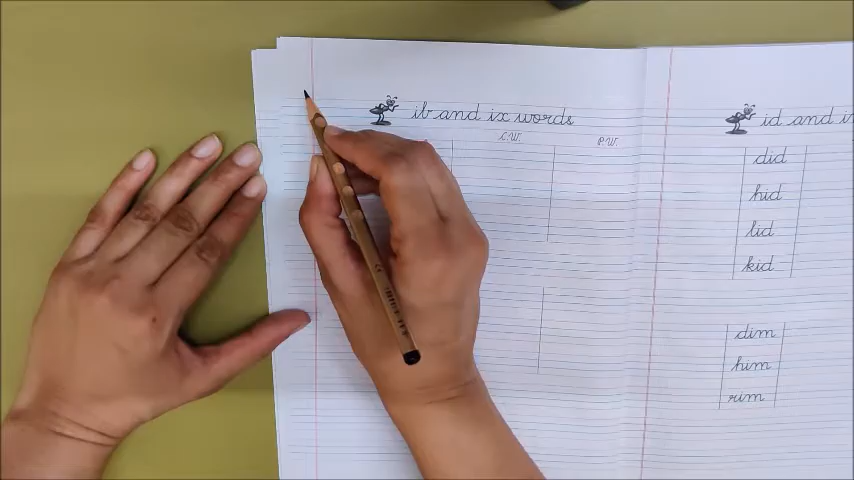 ib and ix words
C.W. P.W.
id and i
did
hid
lid
kid
dim
him
rim